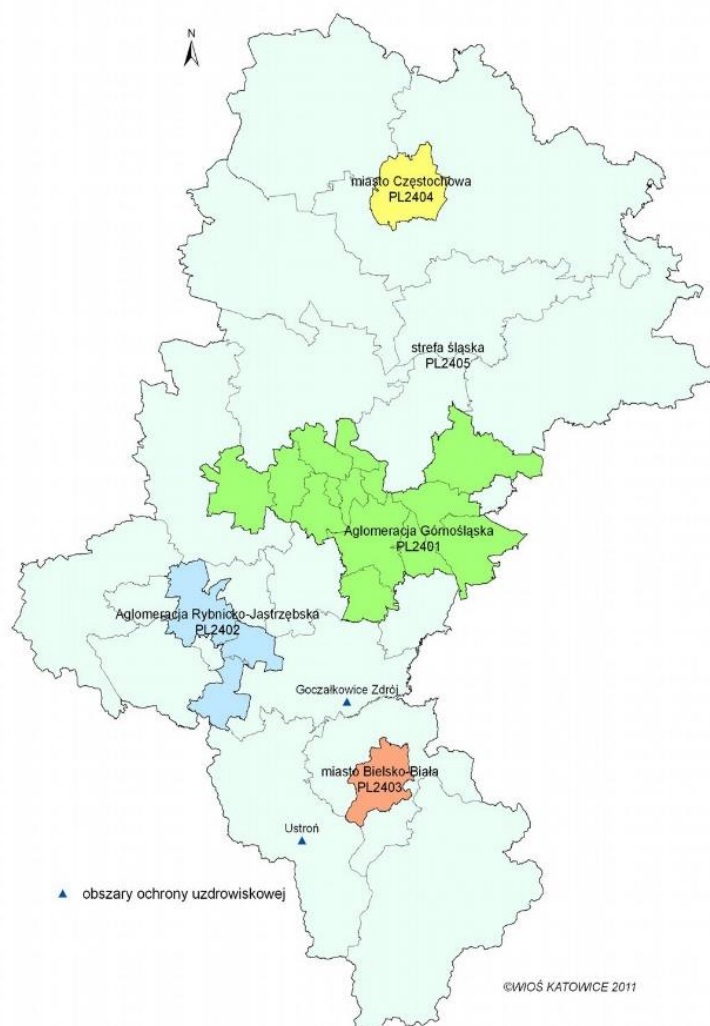 N
miasto Częstochowa
PL2404
strefa śląska
PL2405
Aglomeracja Górnośląska
PL2401
Aglomeracja Rybnicko-Jastrzębska
PL2402
Goczałkowice Zdrój
miasto Bielsko-Biała
PL2403
Ustroń
obszary ochrony uzdrowiskowej
©WIOŚ KATOWICE 2011